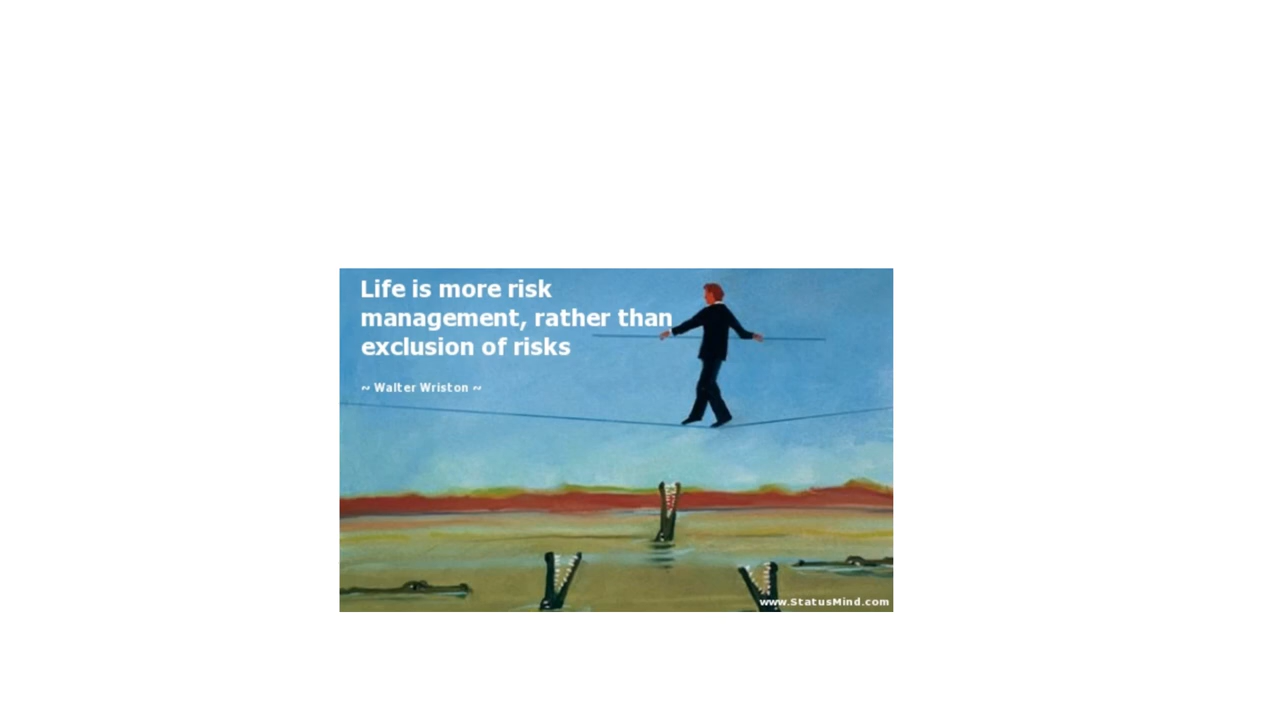 Life is more risk
management, rather than
exclusion of risks
~ Walter Wriston ~
www.StatusMind.com